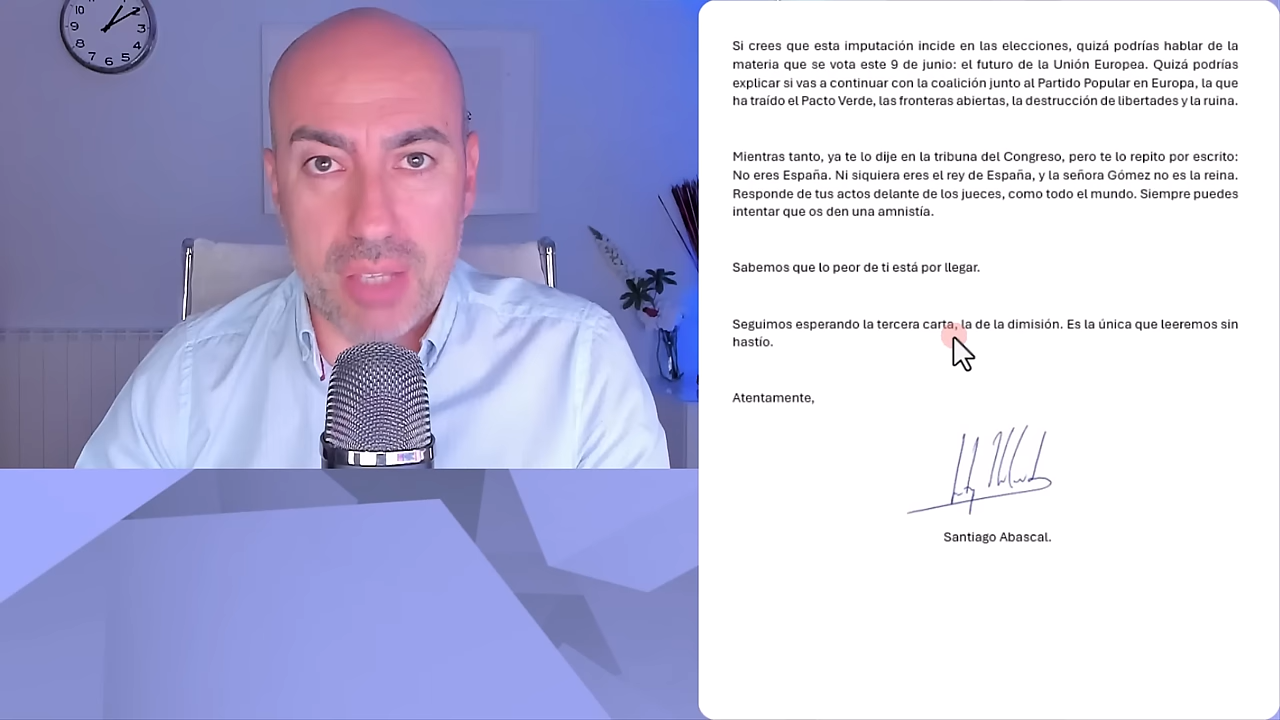 Si crees que esta imputación incide en las elecciones, quizá podrías hablar de la
materia que se vota este 9 de junio: el futuro de la Unión Europea. Quizá podrías
explicar si vas a continuar con la coalición junto al Partido Popular en Europa, la que
ha traído el Pacto Verde, las fronteras abiertas, la destrucción de libertades y la ruina.
Mientras tanto, ya te lo dije en la tribuna del Congreso, pero te lo repito por escrito:
No eres España. Ni siquiera eres el rey de España, y la señora Gómez no es la reina.
Responde de tus actos delante de los jueces, como todo el mundo. Siempre puedes
intentar que os den una amnistía.
Sabemos que lo peor de ti está por llegar.
Seguimos esperando la tercera carta, la de la dimisión. Es la única que leeremos sin
hastío.
Atentamente,
Santiago Abascal.